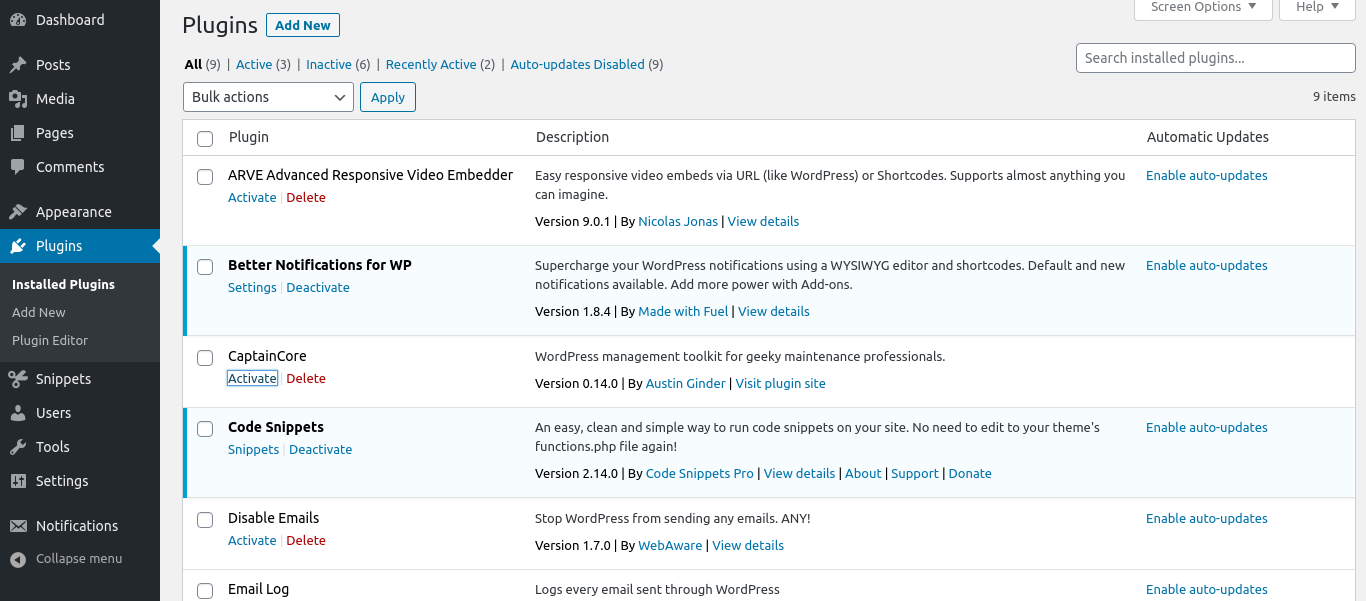 Dashboard
Posts
Media
Pages
Comments
Appearance
Plugins
Installed Plugins
Add New
Plugin Editor
Snippets
Users
Tools
Settings
Notifications
Collapse menu
Screen Options
Help
Plugins
Add New
All (9) | Active (3) | Inactive (6) | Recently Active (2) | Auto-updates Disabled (9)
Search installed plugins...
Bulk actions
Apply
9 items
Plugin
Description
Automatic Updates
ARVE Advanced Responsive Video Embedder
Activate | Delete
Easy responsive video embeds via URL (like WordPress) or Shortcodes. Supports almost anything you
can imagine.
Version 9.0.1 | By Nicolas Jonas | View details
Enable auto-updates
Better Notifications for WP
Settings | Deactivate
Supercharge your WordPress notifications using a WYSIWYG editor and shortcodes. Default and new
notifications available. Add more power with Add-ons.
Version 1.8.4 | By Made with Fuel | View details
Enable auto-updates
CaptainCore
Activate | Delete
WordPress management toolkit for geeky maintenance professionals.
Version 0.14.0 | By Austin Ginder | Visit plugin site
Code Snippets
Snippets | Deactivate
An easy, clean and simple way to run code snippets on your site. No need to edit to your theme's
functions.php file again!
Version 2.14.0 | By Code Snippets Pro | View details | About | Support | Donate
Enable auto-updates
Disable Emails
Activate | Delete
Stop WordPress from sending any emails. ANY!
Version 1.7.0 | By WebAware | View details
Enable auto-updates
Email Log
Logs every email sent through WordPress
Enable auto-updates